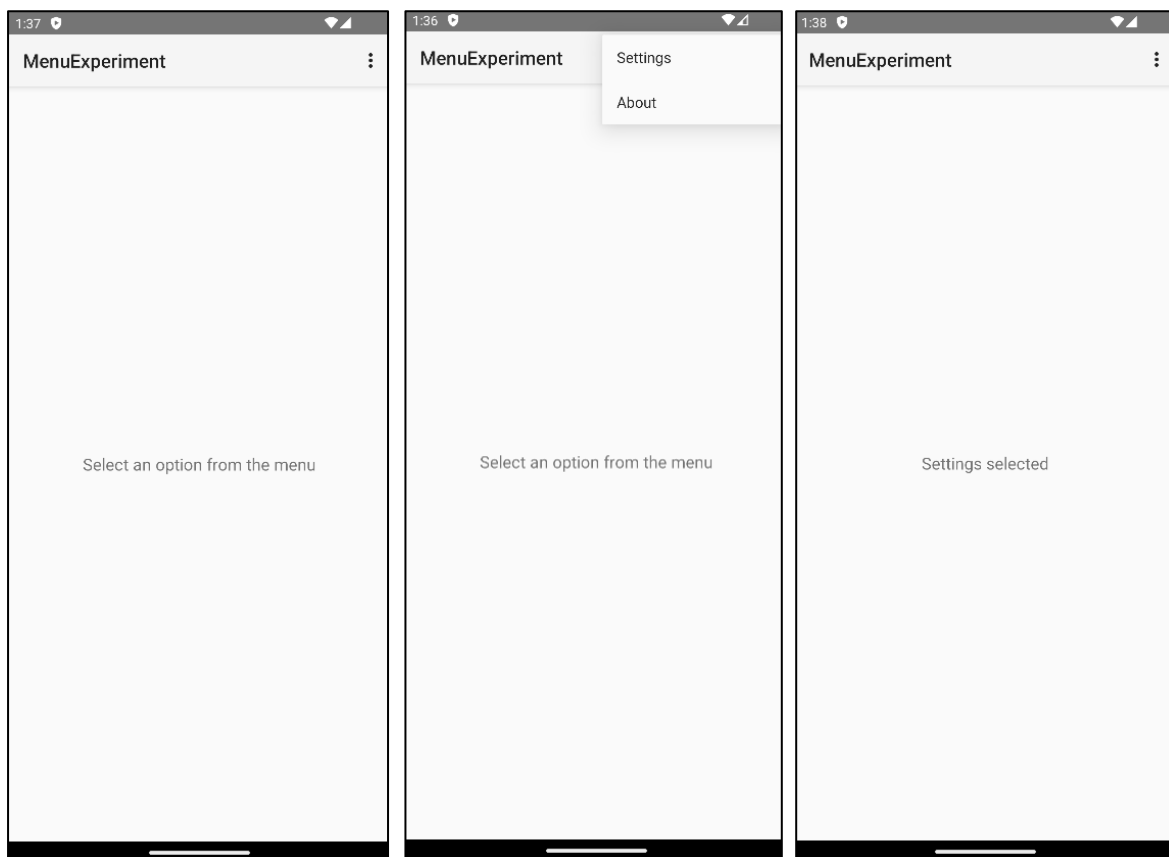 1:37
MenuExperiment
Select an option from the menu
1:36
MenuExperiment
Settings
About
Select an option from the menu
1:38
MenuExperiment
Settings selected